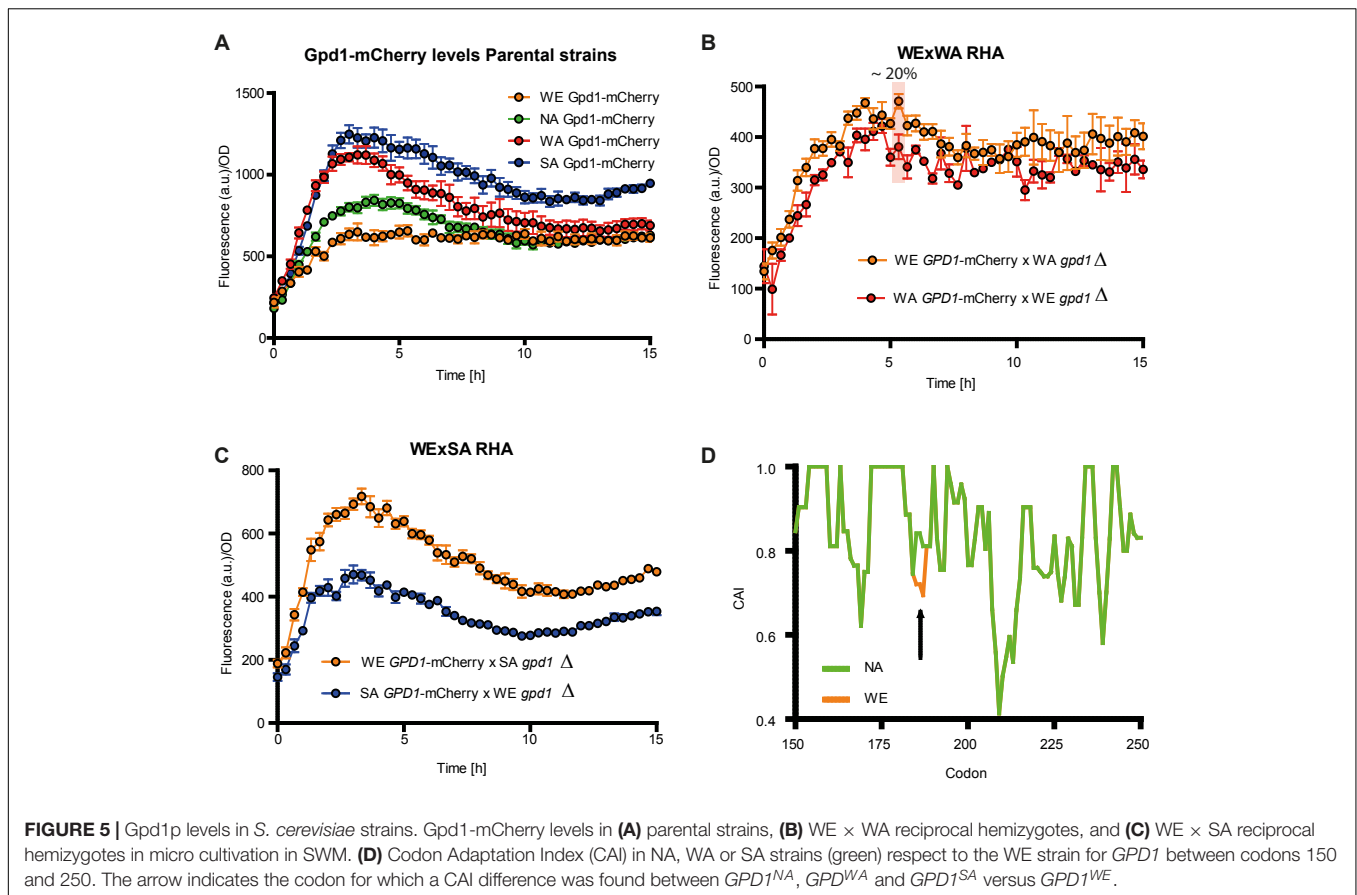 A
Gpd1-mCherry levels Parental strains
Fluorescence (a.u.)/OD
1500
1000
500
0
0
5
10
15
Time [h]
WE Gpd1-mCherry
NA Gpd1-mCherry
WA Gpd1-mCherry
SA Gpd1-mCherry
B
WExWA RHA
~ 20%
Fluorescence (a.u.)/OD
500
400
300
200
100
0
0
5
10
15
Time [h]
WE GPD1-mCherry x WA gpd1 Δ
WA GPD1-mCherry x WE gpd1 Δ
C
WExSA RHA
Fluorescence (a.u.)/OD
800
600
400
200
0
0
5
10
15
Time [h]
WE GPD1-mCherry x SA gpd1 Δ
SA GPD1-mCherry x WE gpd1 Δ
D
CAI
1.0
0.8
0.6
0.4
150
175
200
225
250
Codon
NA
WE
FIGURE 5 | Gpd1p levels in S. cerevisiae strains. Gpd1-mCherry levels in (A) parental strains, (B) WE × WA reciprocal hemizygotes, and (C) WE × SA reciprocal
hemizygotes in micro cultivation in SWM. (D) Codon Adaptation Index (CAI) in NA, WA or SA strains (green) respect to the WE strain for GPD1 between codons 150
and 250. The arrow indicates the codon for which a CAI difference was found between GPD1^NA, GPD^WA and GPD1^SA versus GPD1^WE.